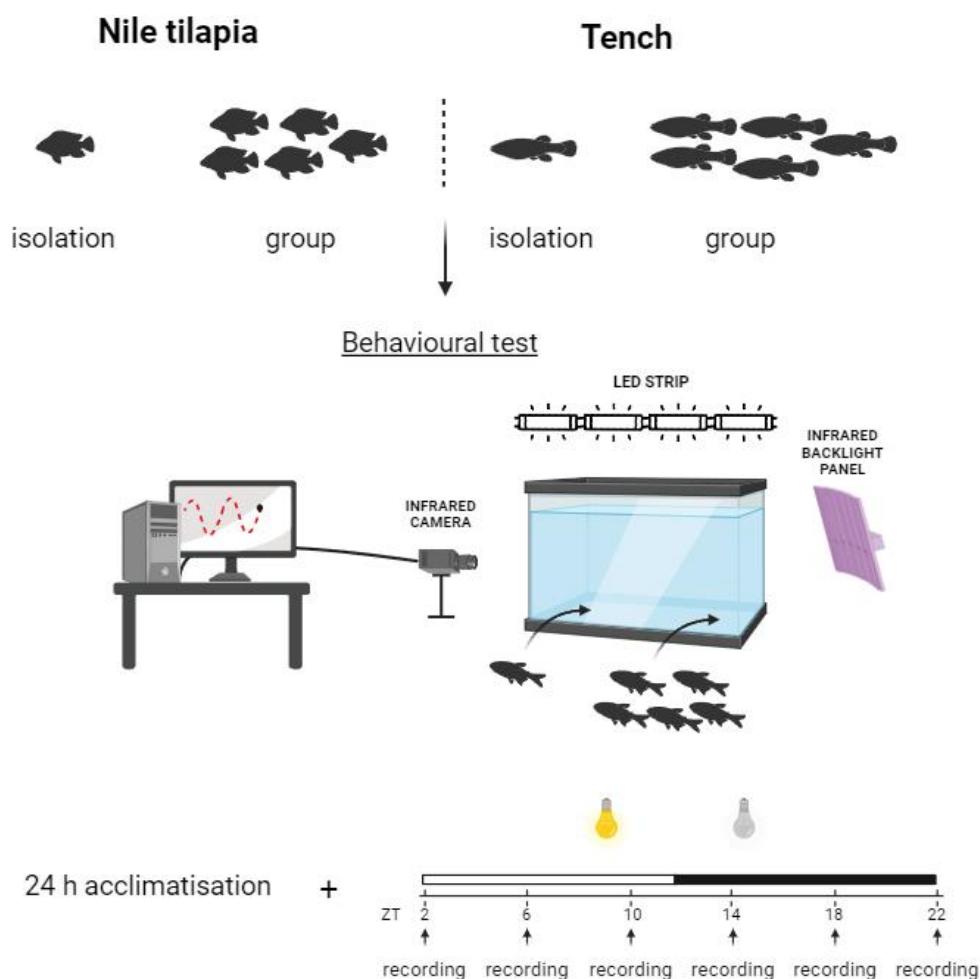 Nile tilapia
Tench
isolation
group
isolation
group
Behavioural test
LED STRIP
INFRARED
BACKLIGHT
PANEL
INFRARED
CAMERA
24 h acclimatisation +
ZT 2 6 10 14 18 22
recording recording recording recording recording recording